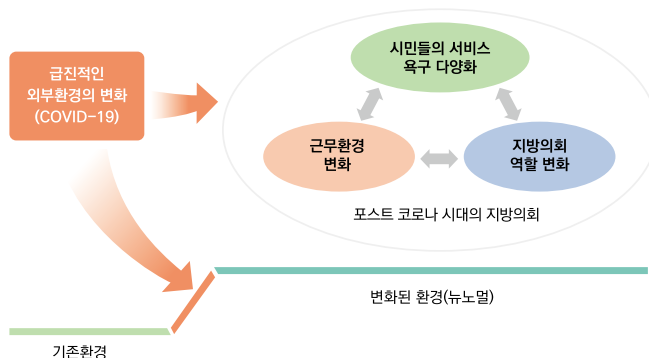 급진적인
외부환경의 변화
(COVID-19)
시민들의 서비스
욕구 다양화
근무환경
변화
지방의회
역할 변화
포스트 코로나 시대의 지방의회
변화된 환경(뉴노멀)
기존환경